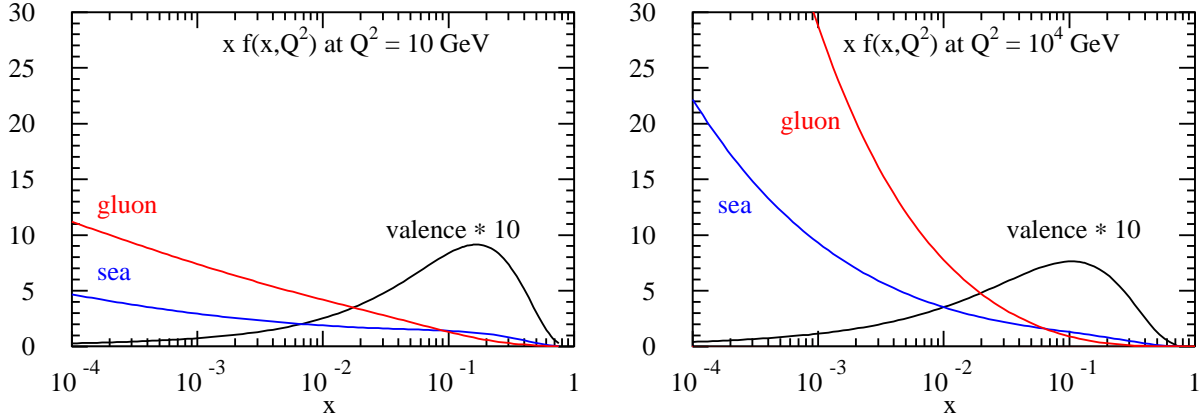 x f(x,Q²) at Q² = 10 GeV
30
25
20
15
10
5
0
gluon
sea
valence * 10
10⁻⁴
10⁻³
10⁻²
10⁻¹
1
x
x f(x,Q²) at Q² = 10⁴ GeV
30
25
20
15
10
5
0
gluon
sea
valence * 10
10⁻⁴
10⁻³
10⁻²
10⁻¹
1
x